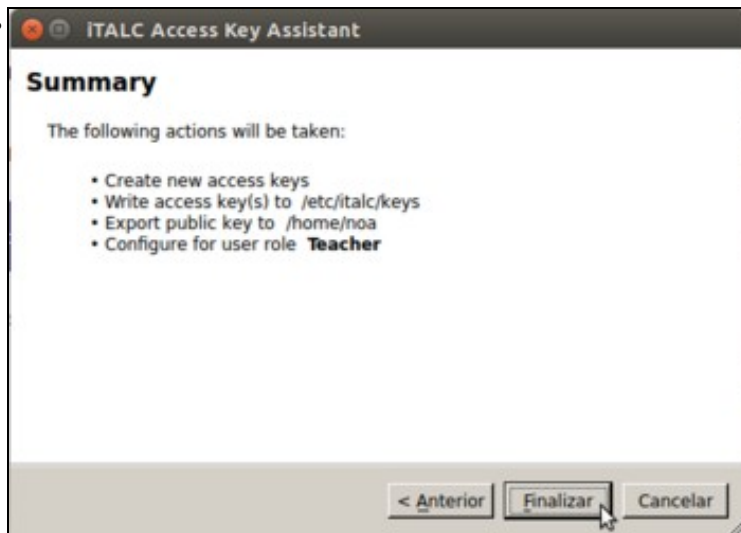 iTALC Access Key Assistant
Summary
The following actions will be taken:
• Create new access keys
• Write access key(s) to /etc/italc/keys
• Export public key to /home/noa
• Configure for user role Teacher
< Anterior Finalizar Cancelar